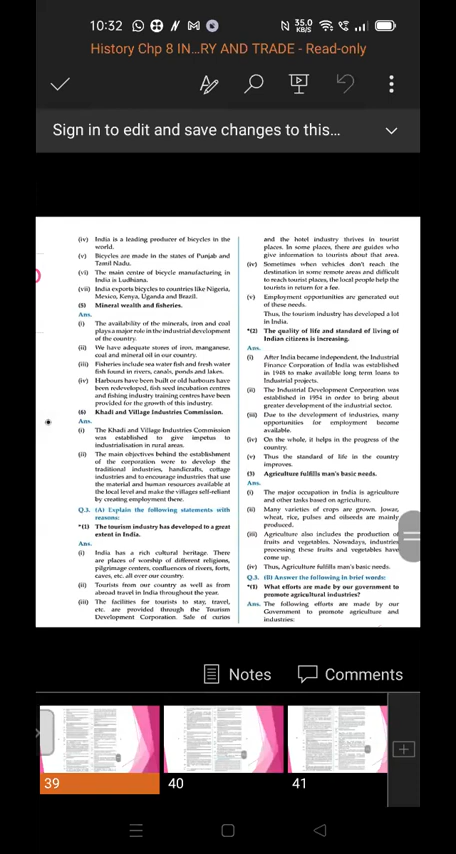 10:32
35.0
KB/S
History Chp 8 IN...RY AND TRADE - Read-only
Sign in to edit and save changes to this...
(iv) India is a leading producer of bicycles in the
world.
(v) Bicycles are made in the states of Punjab and
Tamil Nadu.
(vi) The main centre of bicycle manufacturing in
India is Ludhiana.
(vii) India exports bicycles to countries like Nigeria,
Mexico, Kenya, Uganda and Brazil.
(5) Mineral wealth and fisheries.
Ans.
(i) The availability of the minerals, iron and coal
plays a major role in the industrial development
of the country.
(ii) We have adequate stores of iron, manganese,
coal and mineral oil in our country.
(iii) Fisheries include sea water fish and fresh water
fish found in rivers, canals, ponds and lakes.
(iv) Harbours have been built or old harbours have
been redeveloped, fish seed incubation centres
and fishing industry training centres have been
provided for the growth of this industry.
(6) Khadi and Village Industries Commission.
Ans.
(i) The Khadi and Village Industries Commission
was established to give impetus to
industrialisation in rural areas.
(ii) The main objectives behind the establishment
of the corporation were to develop the
traditional industries, handicrafts, cottage
industries and to encourage industries that use
the material and human resources available at
the local level and make the villages self-reliant
by creating employment there.
Q.3. (A) Explain the following statements with
reasons:
*(1) The tourism industry has developed to a great
extent in India.
Ans.
(i) India has a rich cultural heritage. There
are places of worship of different religions,
pilgrimage centres, confluences of rivers, forts,
caves, etc. all over our country.
(ii) Tourists from our country as well as from
abroad travel in India throughout the year.
(iii) The facilities for tourists to stay, travel,
etc. are provided through the Tourism
Development Corporation. Sale of curios
and the hotel industry thrives in tourist
places. In some places, there are guides who
give information to tourists about that area.
(iv) Sometimes when vehicles don't reach the
destination in some remote areas and difficult
to reach tourist places, the local people help the
tourists in return for a fee.
(v) Employment opportunities are generated out
of these needs.
Thus, the tourism industry has developed a lot
in India.
*(2) The quality of life and standard of living of
Indian citizens is increasing.
Ans.
(i) After India became independent, the Industrial
Finance Corporation of India was established
in 1948 to make available long term loans to
Industrial projects.
(ii) The Industrial Development Corporation was
established in 1954 in order to bring about
greater development of the industrial sector.
(iii) Due to the development of industries, many
opportunities for employment became
available.
(iv) On the whole, it helps in the progress of the
country.
(v) Thus the standard of life in the country
improves.
(3) Agriculture fulfills man's basic needs.
Ans.
(i) The major occupation in India is agriculture
and other tasks based on agriculture.
(ii) Many varieties of crops are grown. Jowar,
wheat, rice, pulses and oilseeds are mainly
produced.
(iii) Agriculture also includes the production of
fruits and vegetables. Nowadays, industries
processing these fruits and vegetables have
come up.
(iv) Thus, Agriculture fulfills man's basic needs.
Q.3. (B) Answer the following in brief words:
*(1) What efforts are made by our government to
promote agricultural industries?
Ans. The following efforts are made by our
Government to promote agriculture and
industries:
Notes
Comments
39
40
41